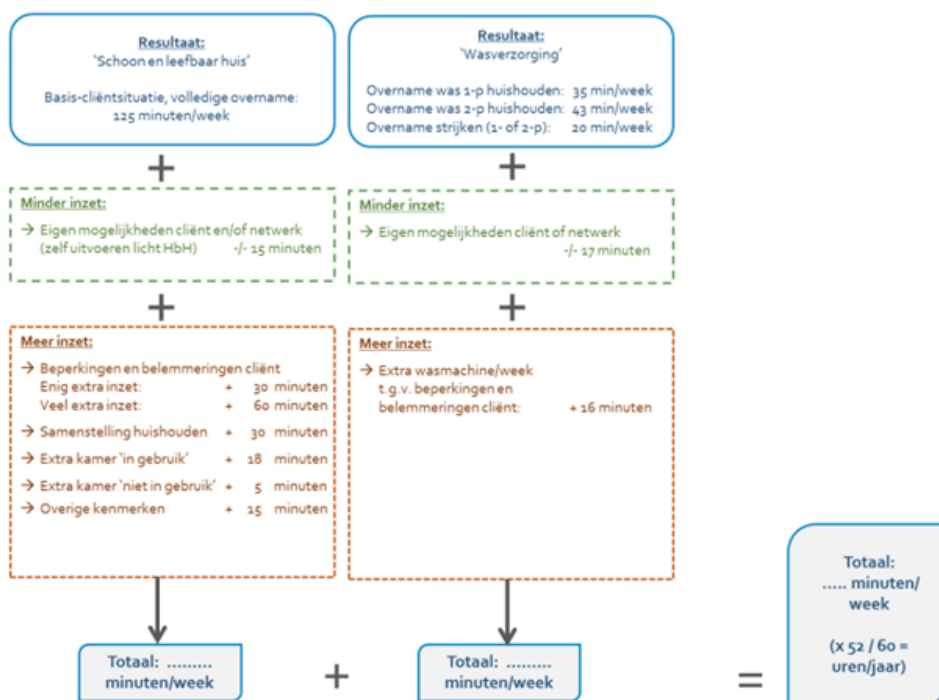 Resultaat:
'Schoon en leefbaar huis'
Basis-cliëntsituatie, volledige overname:
125 minuten/week
+
Minder inzet:
→ Eigen mogelijkheden cliënt en/of netwerk
(zelf uitvoeren licht HbH) -/- 15 minuten
+
Meer inzet:
→ Beperkingen en belemmeringen cliënt
Enig extra inzet: + 30 minuten
Veel extra inzet: + 60 minuten
→ Samenstelling huishouden + 30 minuten
→ Extra kamer 'in gebruik' + 18 minuten
→ Extra kamer 'niet in gebruik' + 5 minuten
→ Overige kenmerken + 15 minuten
Totaal: .........
minuten/week
+
Resultaat:
'Wasverzorging'
Overname was 1-p huishouden: 35 min/week
Overname was 2-p huishouden: 43 min/week
Overname strijken (1- of 2-p): 20 min/week
+
Minder inzet:
→ Eigen mogelijkheden cliënt of netwerk
-/- 17 minuten
+
Meer inzet:
→ Extra wasmachine/week
t.g.v. beperkingen en
belemmeringen cliënt: + 16 minuten
Totaal: .........
minuten/week
=
Totaal:
..... minuten/
week
(x 52 / 60 =
uren/jaar)